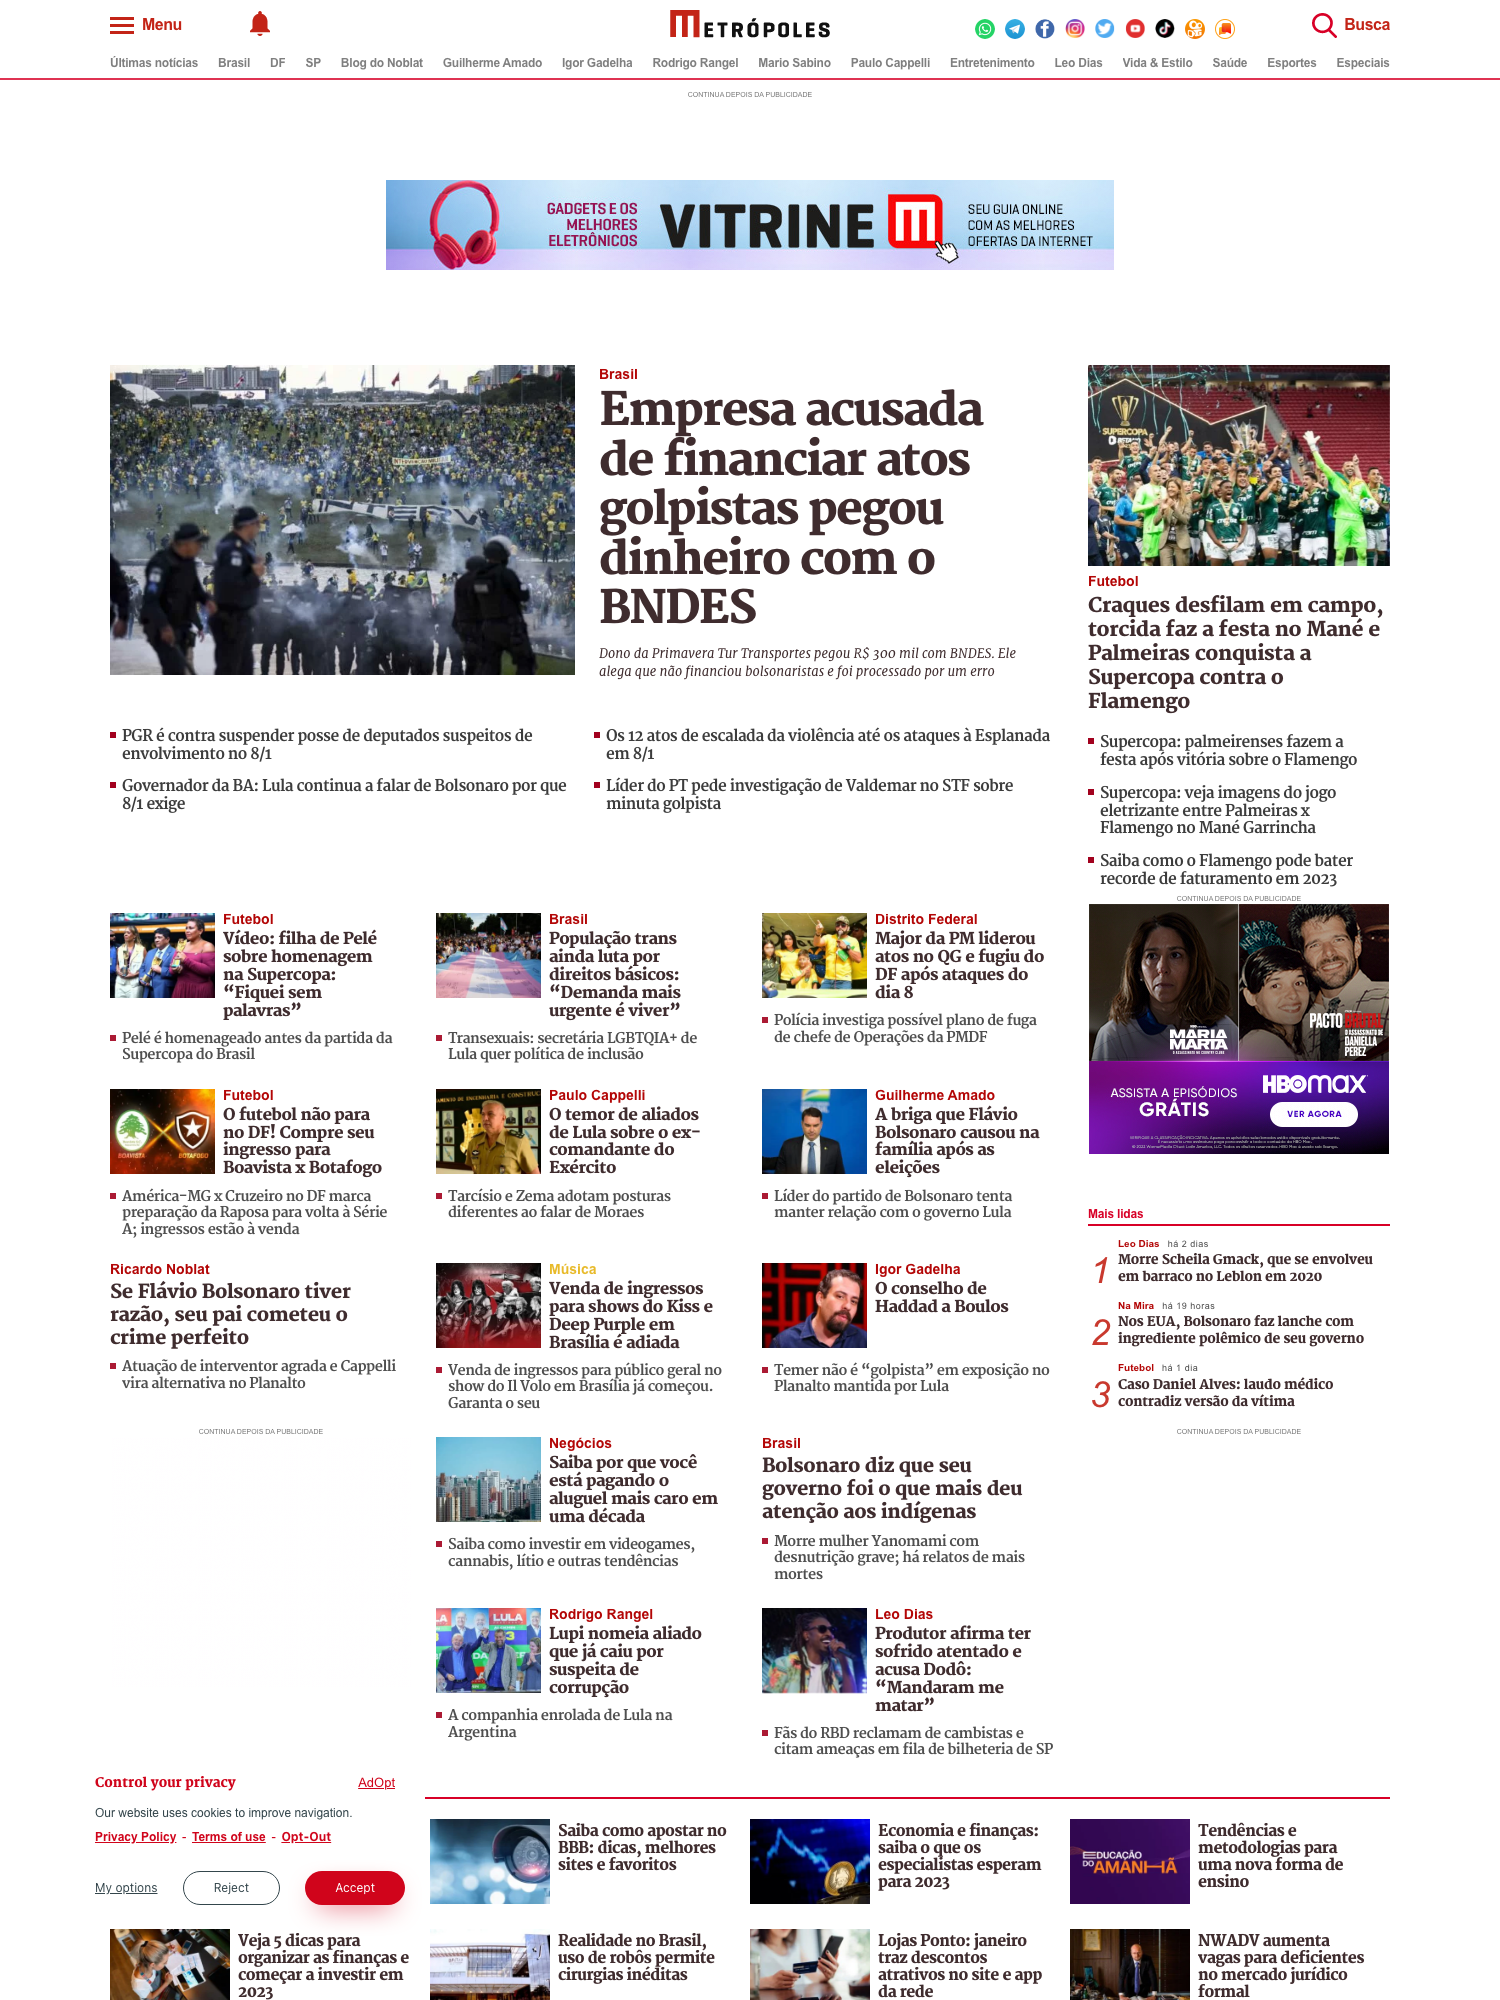 Menu
METRÓPOLES
Busca
Últimas notícias Brasil DF SP Blog do Noblat Guilherme Amado Igor Gadelha Rodrigo Rangel Mario Sabino Paulo Cappelli Entretenimento Leo Dias Vida & Estilo Saúde Esportes Especiais
CONTINUA DEPOIS DA PUBLICIDADE
GADGETS E OS
MELHORES
ELETRÔNICOS
VITRINE
SEU GUIA ONLINE
COM AS MELHORES
OFERTAS DA INTERNET
Brasil
Empresa acusada
de financiar atos
golpistas pegou
dinheiro com o
BNDES
Dono da Primavera Tur Transportes pegou R$ 300 mil com BNDES. Ele
alega que não financiou bolsonaristas e foi processado por um erro
PGR é contra suspender posse de deputados suspeitos de
envolvimento no 8/1
Governador da BA: Lula continua a falar de Bolsonaro por que
8/1 exige
Os 12 atos de escalada da violência até os ataques à Esplanada
em 8/1
Líder do PT pede investigação de Valdemar no STF sobre
minuta golpista
SUPERCOPA
Futebol
Craques desfilam em campo,
torcida faz a festa no Mané e
Palmeiras conquista a
Supercopa contra o
Flamengo
Supercopa: palmeirenses fazem a
festa após vitória sobre o Flamengo
Supercopa: veja imagens do jogo
eletrizante entre Palmeiras x
Flamengo no Mané Garrincha
Saiba como o Flamengo pode bater
recorde de faturamento em 2023
CONTINUA DEPOIS DA PUBLICIDADE
Futebol
Vídeo: filha de Pelé
sobre homenagem
na Supercopa:
“Fiquei sem
palavras”
Pelé é homenageado antes da partida da
Supercopa do Brasil
Brasil
População trans
ainda luta por
direitos básicos:
“Demanda mais
urgente é viver”
Transexuais: secretária LGBTQIA+ de
Lula quer política de inclusão
Distrito Federal
Major da PM liderou
atos no QG e fugiu do
DF após ataques do
dia 8
Polícia investiga possível plano de fuga
de chefe de Operações da PMDF
HAPPY
NEW YEAR
MARIA
MARTA
O ASSASSINATO NO COUNTRY CLUB
PACTO BRUTAL
O ASSASSINATO DE
DANIELLA
PEREZ
ASSISTA A EPISÓDIOS
GRÁTIS
HBOMAX
VER AGORA
Futebol
O futebol não para
no DF! Compre seu
ingresso para
Boavista x Botafogo
BOAVISTA
BOTAFOGO
América-MG x Cruzeiro no DF marca
preparação da Raposa para volta à Série
A; ingressos estão à venda
Paulo Cappelli
O temor de aliados
de Lula sobre o ex-
comandante do
Exército
Tarcísio e Zema adotam posturas
diferentes ao falar de Moraes
Guilherme Amado
A briga que Flávio
Bolsonaro causou na
família após as
eleições
Líder do partido de Bolsonaro tenta
manter relação com o governo Lula
Mais lidas
Leo Dias há 2 dias
1 Morre Scheila Gmack, que se envolveu
em barraco no Leblon em 2020
Na Mira há 19 horas
2 Nos EUA, Bolsonaro faz lanche com
ingrediente polêmico de seu governo
Futebol há 1 dia
3 Caso Daniel Alves: laudo médico
contradiz versão da vítima
CONTINUA DEPOIS DA PUBLICIDADE
Ricardo Noblat
Se Flávio Bolsonaro tiver
razão, seu pai cometeu o
crime perfeito
Atuação de interventor agrada e Cappelli
vira alternativa no Planalto
CONTINUA DEPOIS DA PUBLICIDADE
Música
Venda de ingressos
para shows do Kiss e
Deep Purple em
Brasília é adiada
Venda de ingressos para público geral no
show do Il Volo em Brasília já começou.
Garanta o seu
Igor Gadelha
O conselho de
Haddad a Boulos
Temer não é “golpista” em exposição no
Planalto mantida por Lula
Negócios
Saiba por que você
está pagando o
aluguel mais caro em
uma década
Saiba como investir em videogames,
cannabis, lítio e outras tendências
Brasil
Bolsonaro diz que seu
governo foi o que mais deu
atenção aos indígenas
Morre mulher Yanomami com
desnutrição grave; há relatos de mais
mortes
LULA
Rodrigo Rangel
Lupi nomeia aliado
que já caiu por
suspeita de
corrupção
A companhia enrolada de Lula na
Argentina
Leo Dias
Produtor afirma ter
sofrido atentado e
acusa Dodô:
“Mandaram me
matar”
Fãs do RBD reclamam de cambistas e
citam ameaças em fila de bilheteria de SP
Control your privacy
AdOpt
Our website uses cookies to improve navigation.
Privacy Policy - Terms of use - Opt-Out
My options
Reject
Accept
Saiba como apostar no
BBB: dicas, melhores
sites e favoritos
Economia e finanças:
saiba o que os
especialistas esperam
para 2023
EDUCAÇÃO
DO AMANHÃ
Tendências e
metodologias para
uma nova forma de
ensino
Veja 5 dicas para
organizar as finanças e
começar a investir em
2023
Realidade no Brasil,
uso de robôs permite
cirurgias inéditas
Lojas Ponto: janeiro
traz descontos
atrativos no site e app
da rede
NWADV aumenta
vagas para deficientes
no mercado jurídico
formal